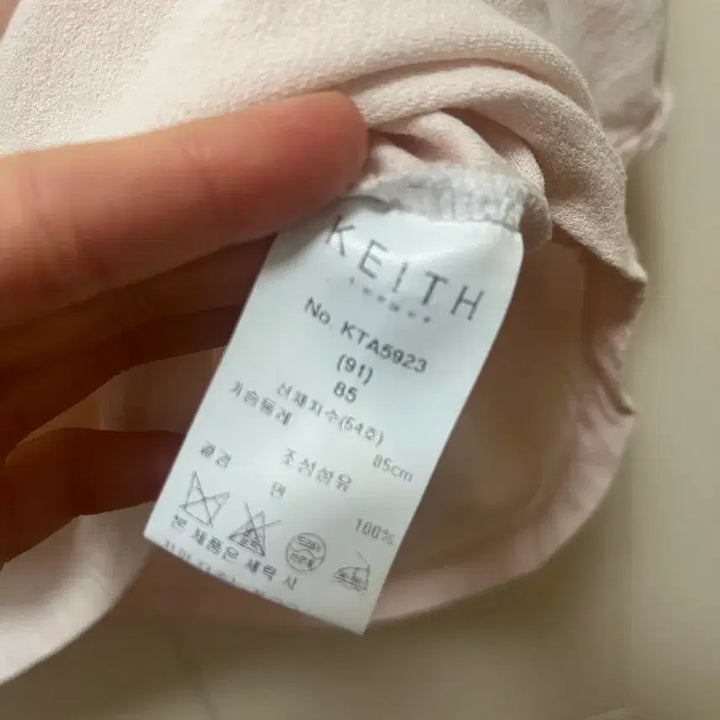 KEITH
No. KTA5923
(91)
85
신체치수(54호)
가슴둘레 85cm
조성섬유
겉감 면 100%
본 제품은 세탁 시